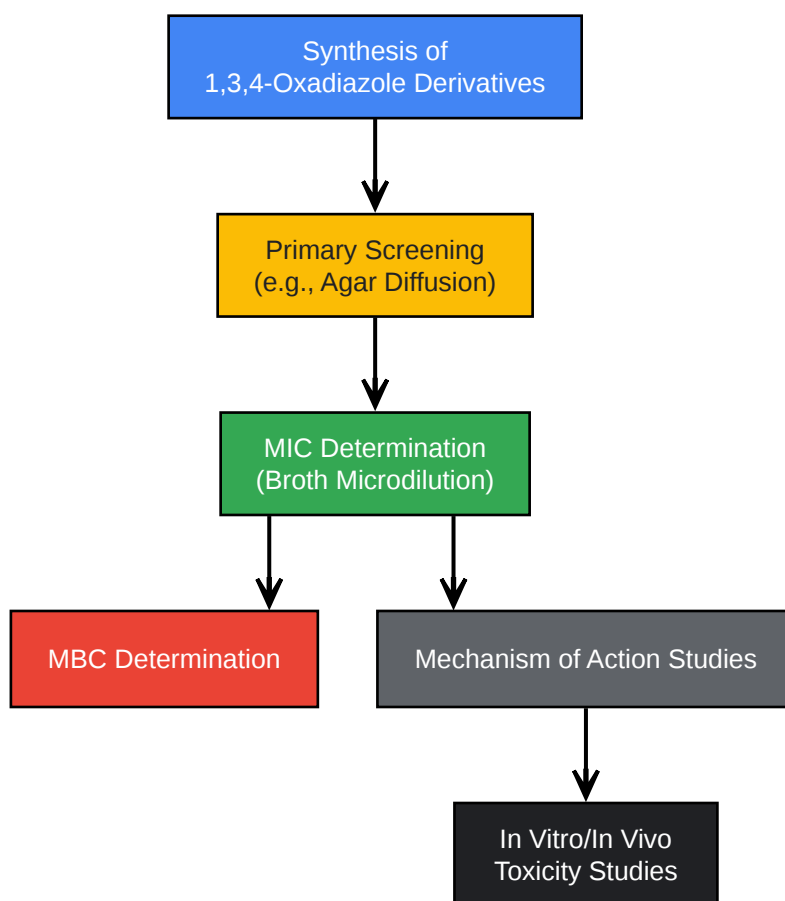 Synthesis of
1,3,4-Oxadiazole Derivatives
Primary Screening
(e.g., Agar Diffusion)
MIC Determination
(Broth Microdilution)
MBC Determination
Mechanism of Action Studies
In Vitro/In Vivo
Toxicity Studies